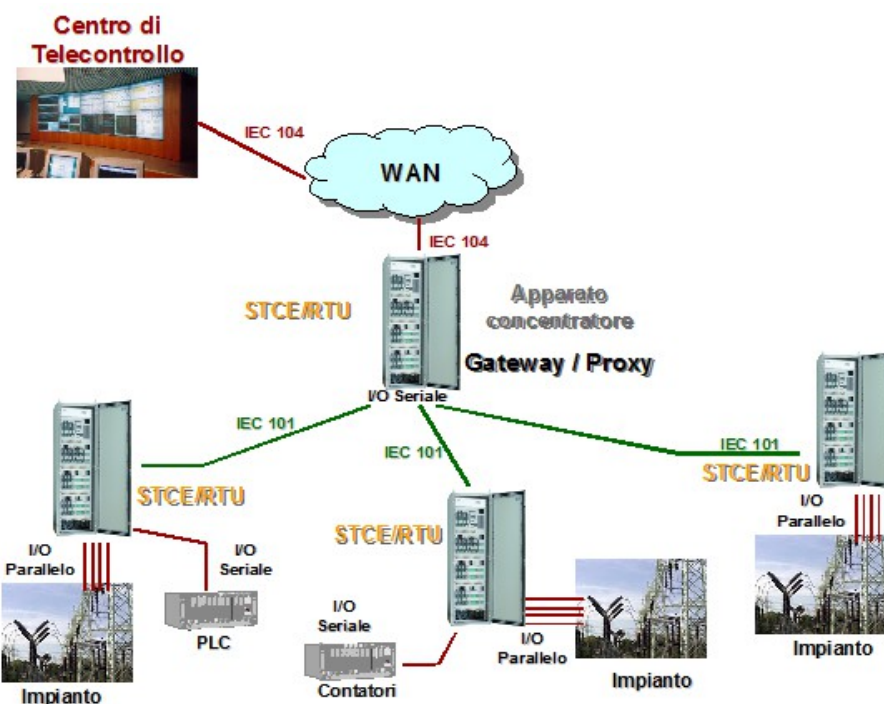 Centro di
Telecontrollo
IEC 104
WAN
IEC 104
STCE/RTU
Apparato
concentratore
Gateway / Proxy
I/O Seriale
IEC 101
IEC 101
IEC 101
STCE/RTU
STCE/RTU
STCE/RTU
I/O
Parallelo
I/O
Seriale
PLC
Impianto
I/O
Seriale
Contatori
I/O
Parallelo
Impianto
I/O
Parallelo
Impianto